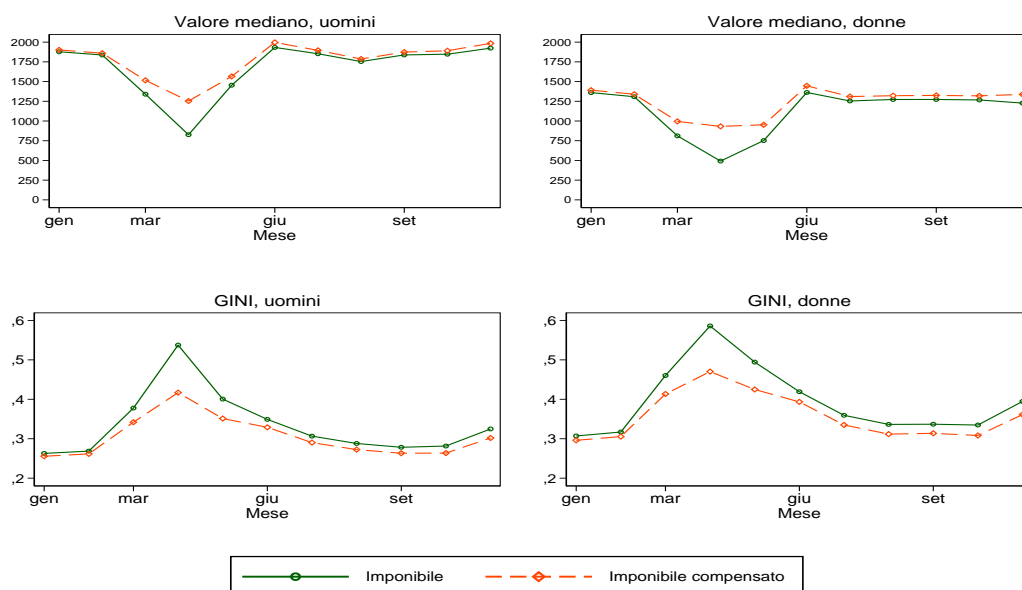 Valore mediano, uomini
2000
1750
1500
1250
1000
750
500
250
0
gen mar giu set
Mese
Valore mediano, donne
2000
1750
1500
1250
1000
750
500
250
0
gen mar giu set
Mese
GINI, uomini
,6
,5
,4
,3
,2
gen mar giu set
Mese
GINI, donne
,6
,5
,4
,3
,2
gen mar giu set
Mese
Imponibile Imponibile compensato